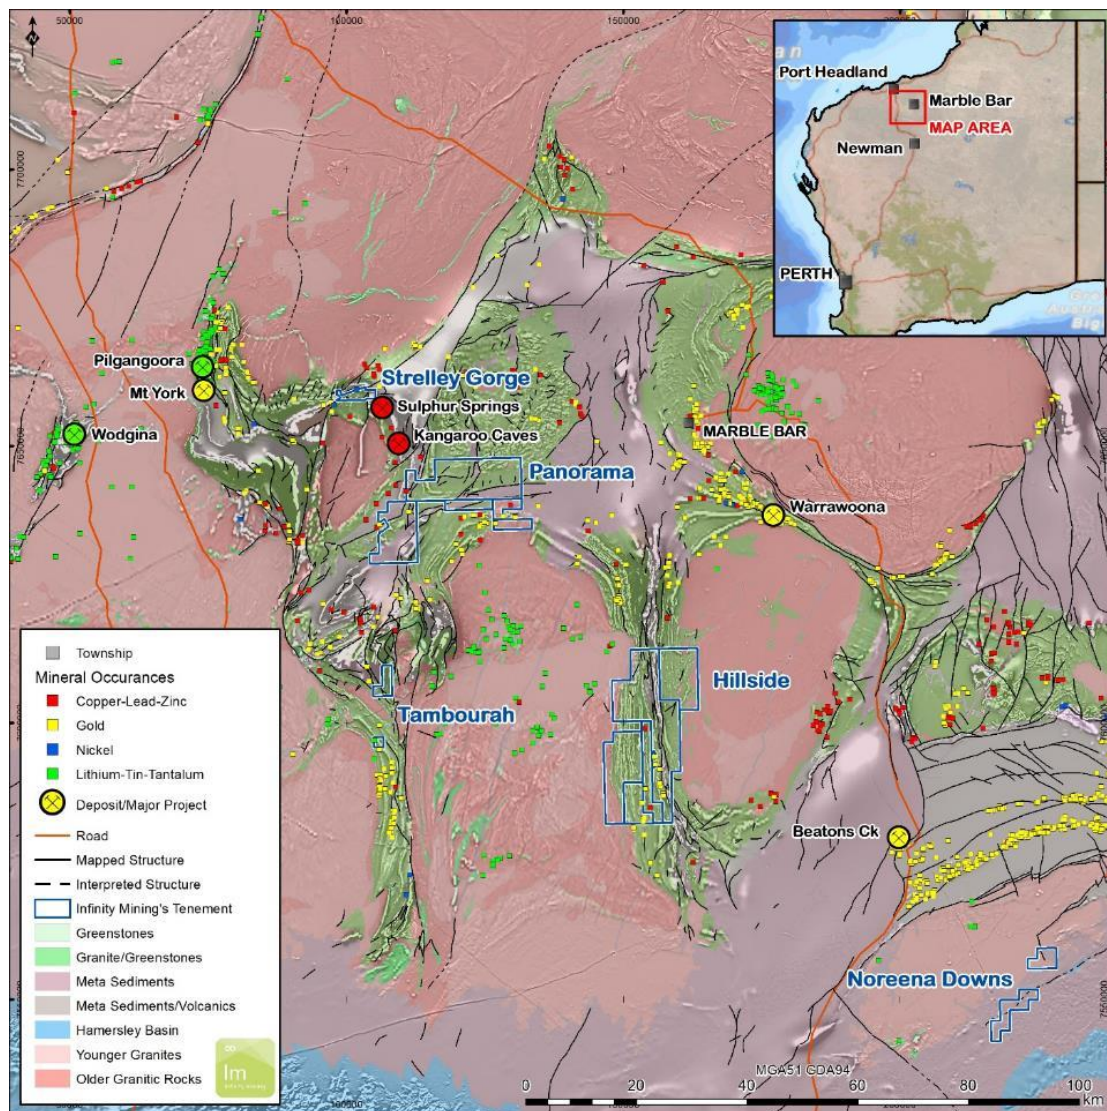 50000
100000
150000
7700000
Port Headland
Marble Bar
MAP AREA
Newman
PERTH
Pilgangoora
Mt York
Wodgina
7650000
Strelley Gorge
Sulphur Springs
Kangaroo Caves
MARBLE BAR
Panorama
Warrawoona
Hillside
Tambourah
Beatons Ck
Noreena Downs
Township
Mineral Occurances
Copper-Lead-Zinc
Gold
Nickel
Lithium-Tin-Tantalum
Deposit/Major Project
Road
Mapped Structure
Interpreted Structure
Infinity Mining's Tenement
Greenstones
Granite/Greenstones
Meta Sediments
Meta Sediments/Volcanics
Hamersley Basin
Younger Granites
Older Granitic Rocks
Im
MGA51 GDA94
0 20 40 60 80 100
km